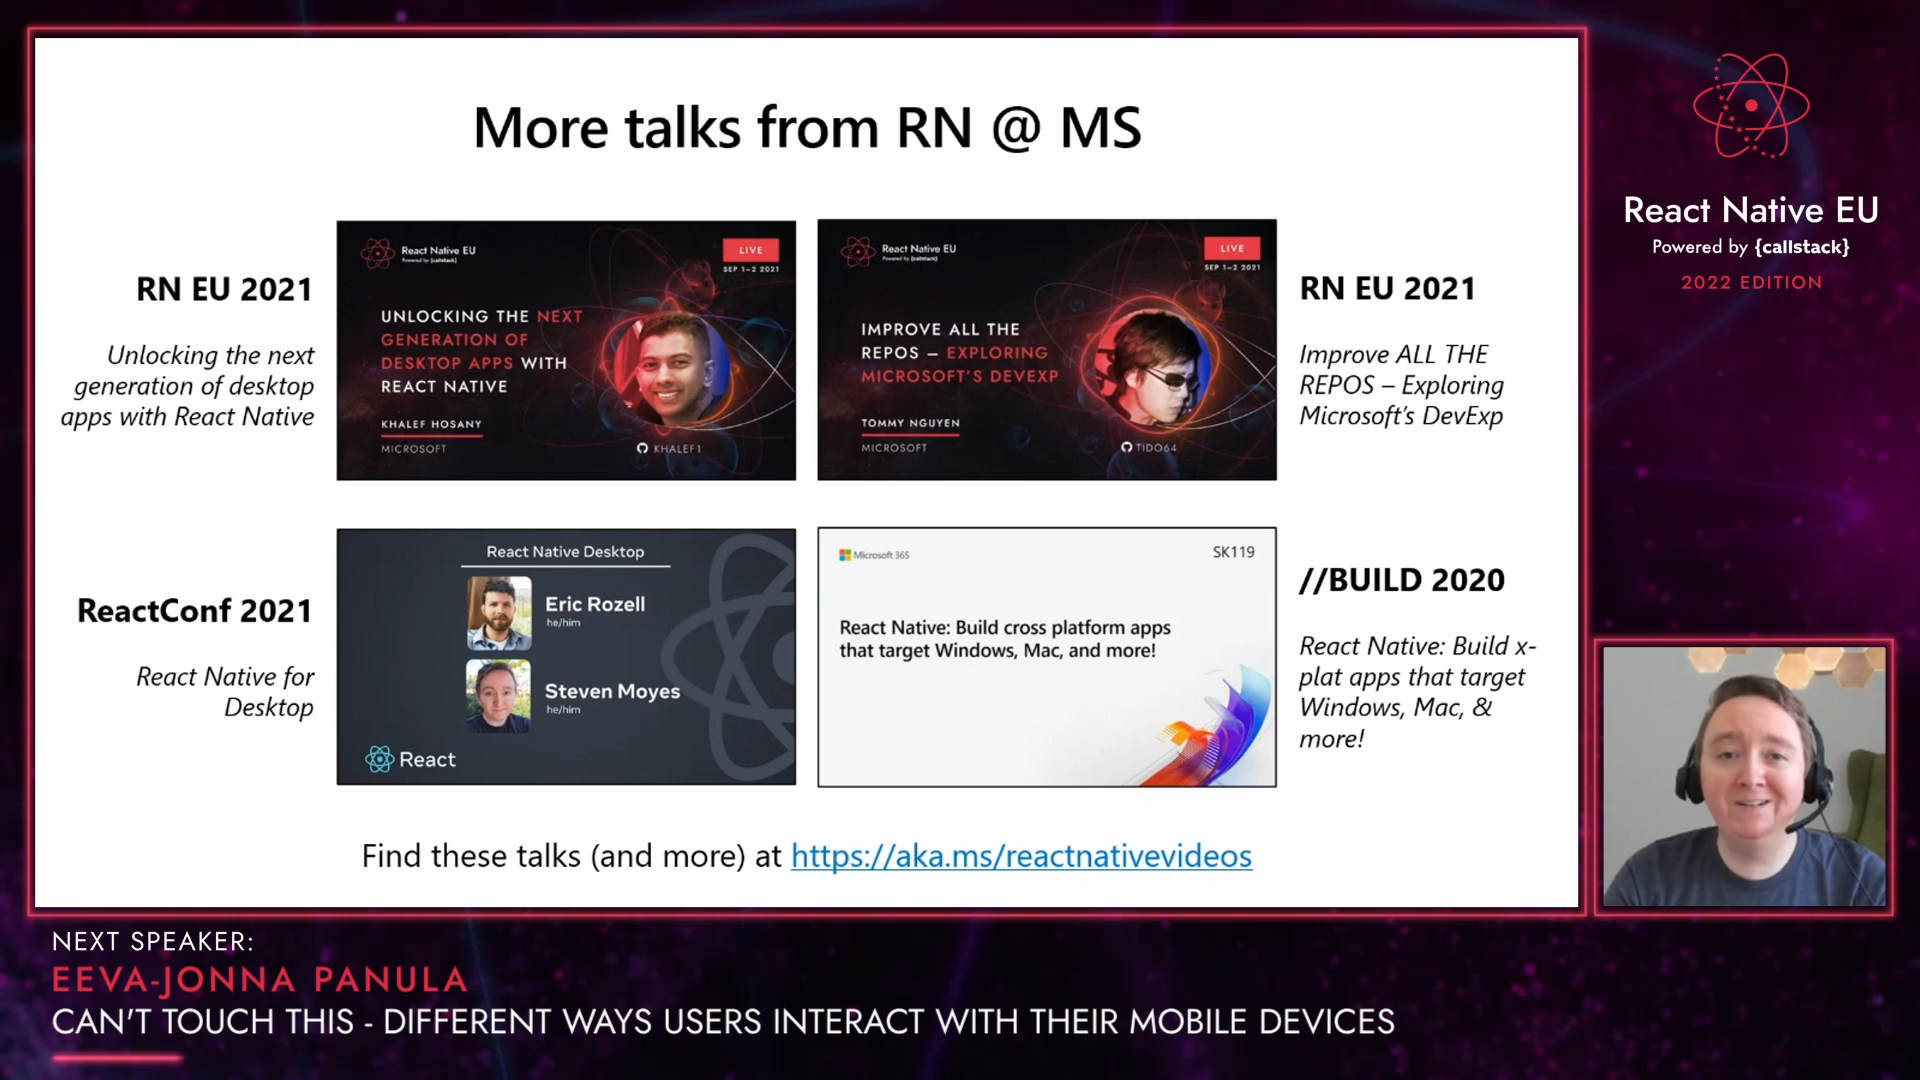 More talks from RN @ MS
RN EU 2021
Unlocking the next
generation of desktop
apps with React Native
React Native EU
Powered by {callstack}
LIVE
SEP 1–2 2021
UNLOCKING THE NEXT
GENERATION OF
DESKTOP APPS WITH
REACT NATIVE
KHALEF HOSANY
MICROSOFT
KHALEF1
React Native EU
Powered by {callstack}
LIVE
SEP 1–2 2021
IMPROVE ALL THE
REPOS – EXPLORING
MICROSOFT'S DEVEXP
TOMMY NGUYEN
MICROSOFT
TIDO64
RN EU 2021
Improve ALL THE
REPOS – Exploring
Microsoft's DevExp
ReactConf 2021
React Native for
Desktop
React Native Desktop
Eric Rozell
he/him
Steven Moyes
he/him
React
Microsoft 365
SK119
React Native: Build cross platform apps
that target Windows, Mac, and more!
//BUILD 2020
React Native: Build x-
plat apps that target
Windows, Mac, &
more!
Find these talks (and more) at https://aka.ms/reactnativevideos
React Native EU
Powered by {callstack}
2022 EDITION
NEXT SPEAKER:
EEVA-JONNA PANULA
CAN'T TOUCH THIS - DIFFERENT WAYS USERS INTERACT WITH THEIR MOBILE DEVICES